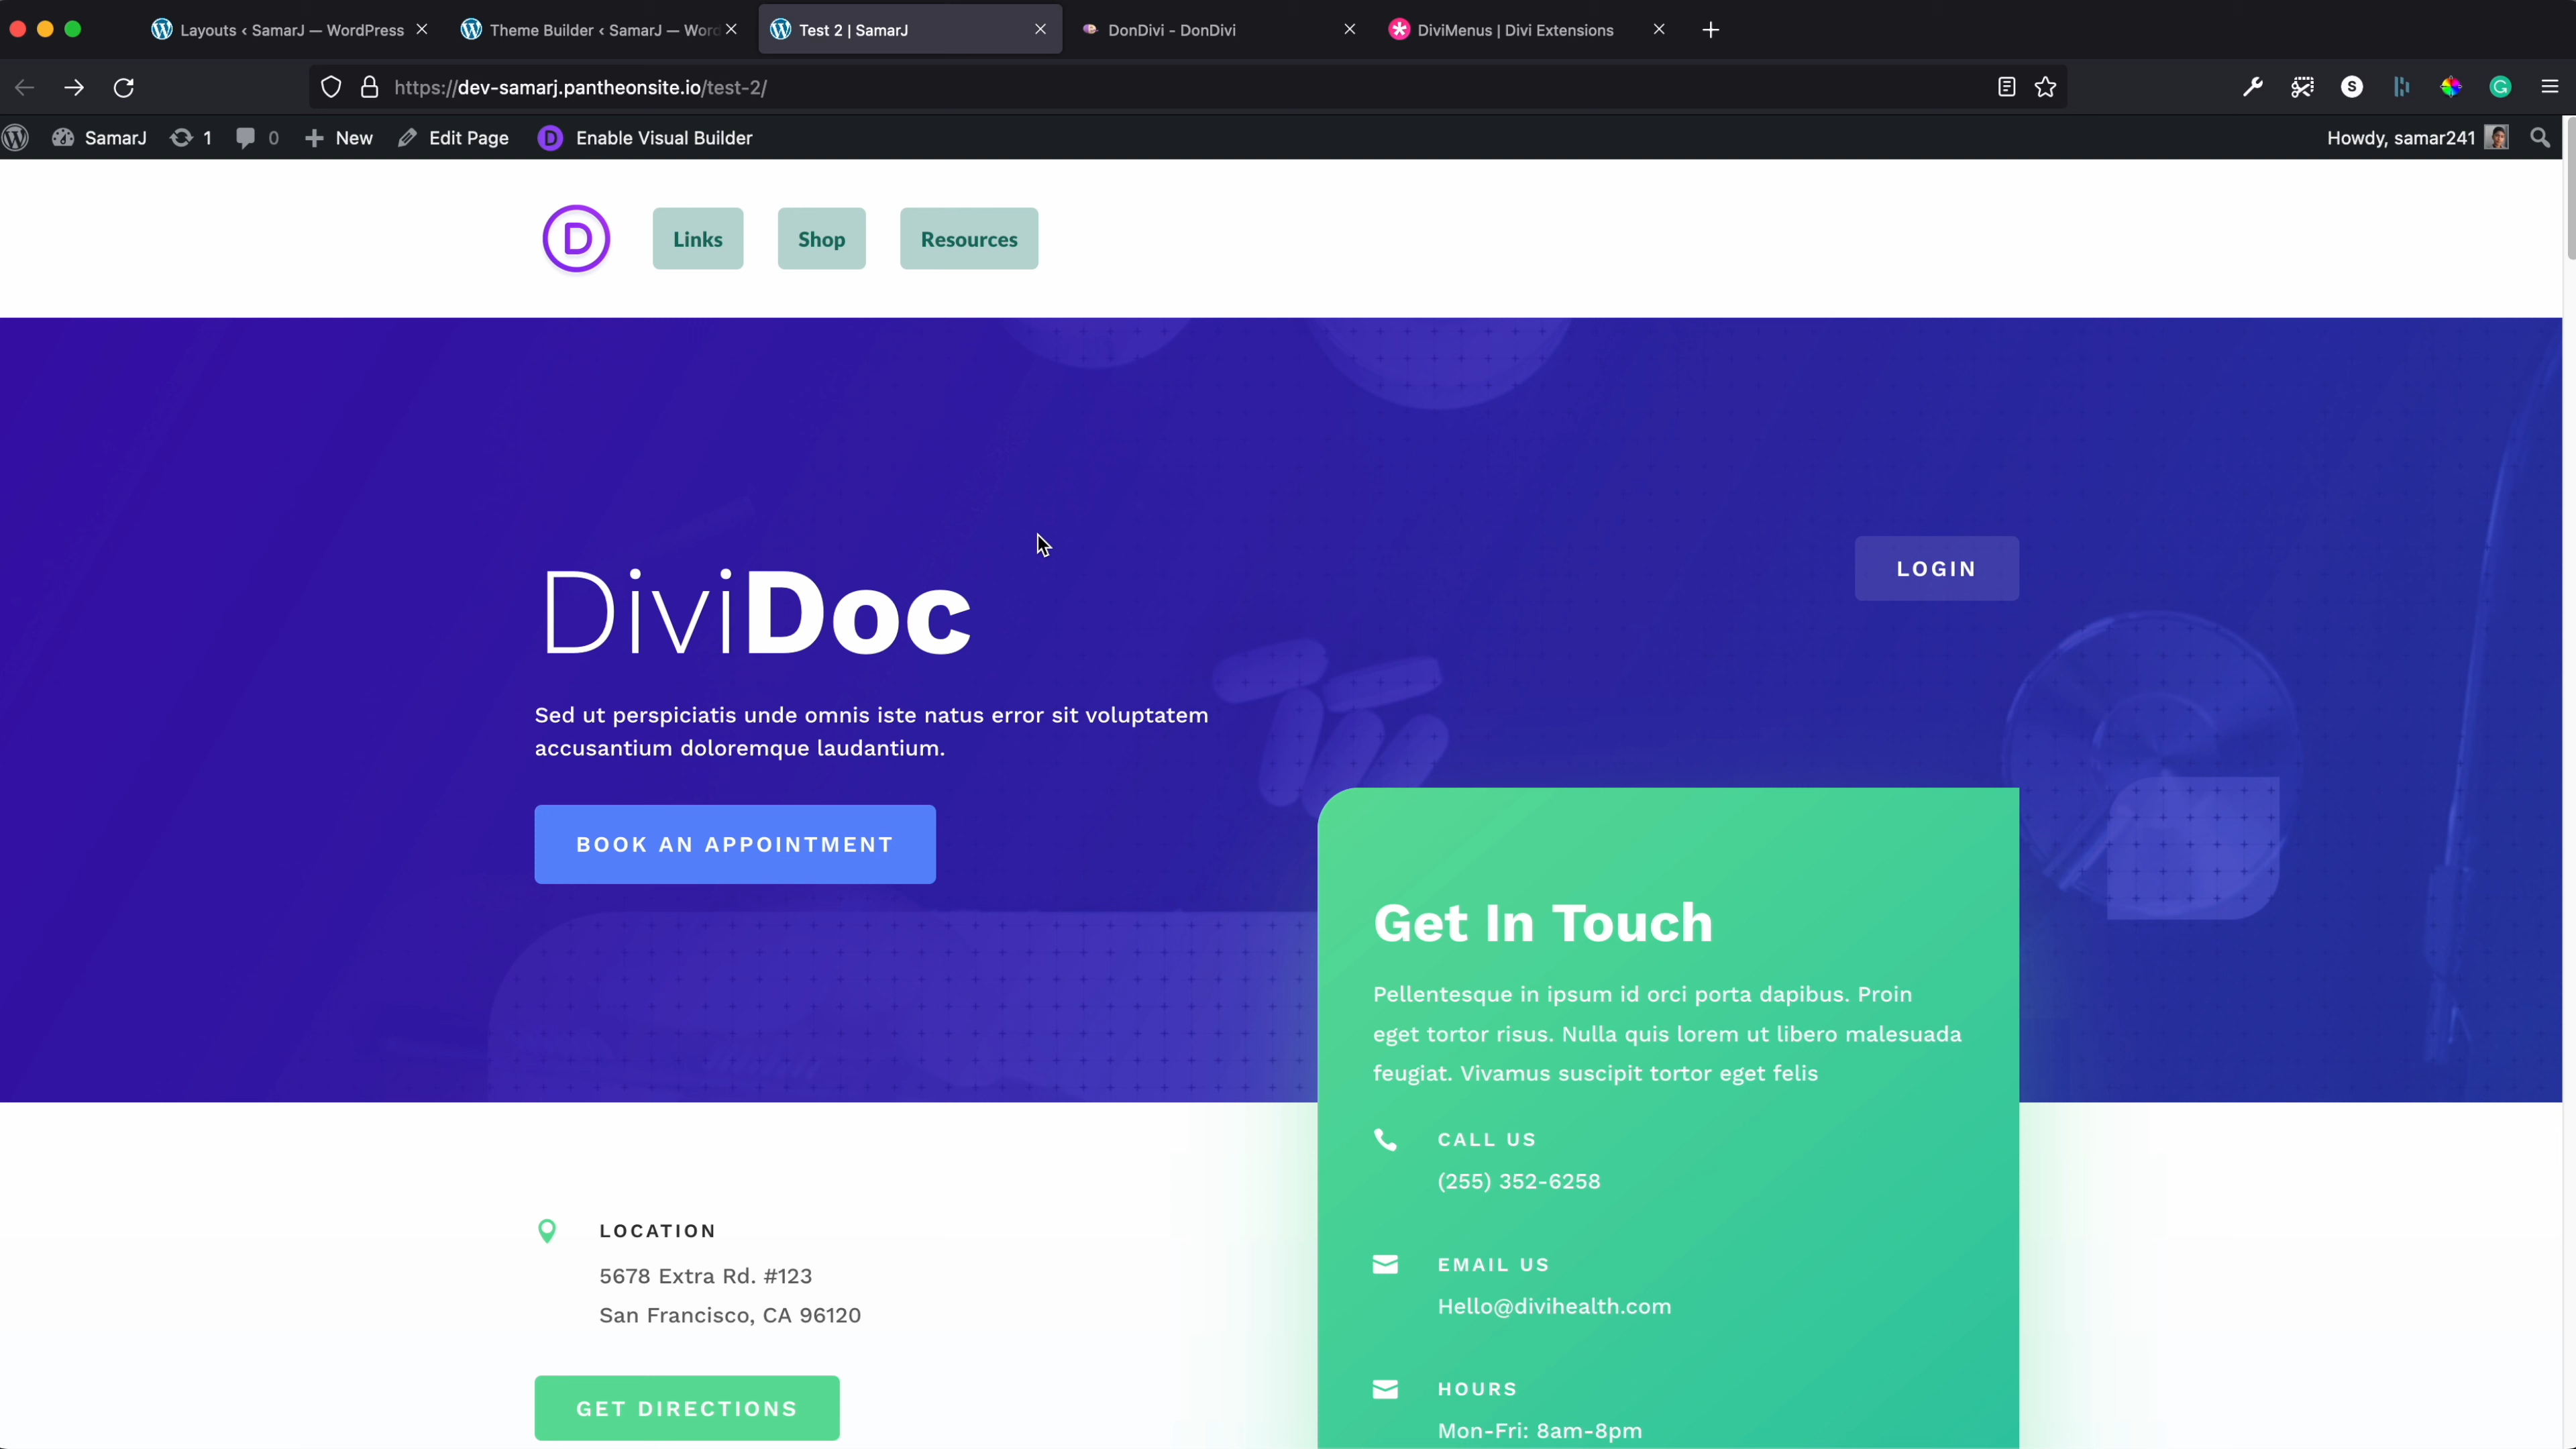 Layouts ‹ SamarJ — WordPress
Theme Builder ‹ SamarJ — Word
Test 2 | SamarJ
DonDivi - DonDivi
DiviMenus | Divi Extensions
https://dev-samarj.pantheonsite.io/test-2/
S
G
SamarJ
1
0
New
Edit Page
D
Enable Visual Builder
Howdy, samar241
D
Links
Shop
Resources
LOGIN
DiviDoc
Sed ut perspiciatis unde omnis iste natus error sit voluptatem
accusantium doloremque laudantium.
BOOK AN APPOINTMENT
Get In Touch
Pellentesque in ipsum id orci porta dapibus. Proin
eget tortor risus. Nulla quis lorem ut libero malesuada
feugiat. Vivamus suscipit tortor eget felis
CALL US
(255) 352-6258
EMAIL US
Hello@divihealth.com
HOURS
Mon-Fri: 8am-8pm
LOCATION
5678 Extra Rd. #123
San Francisco, CA 96120
GET DIRECTIONS